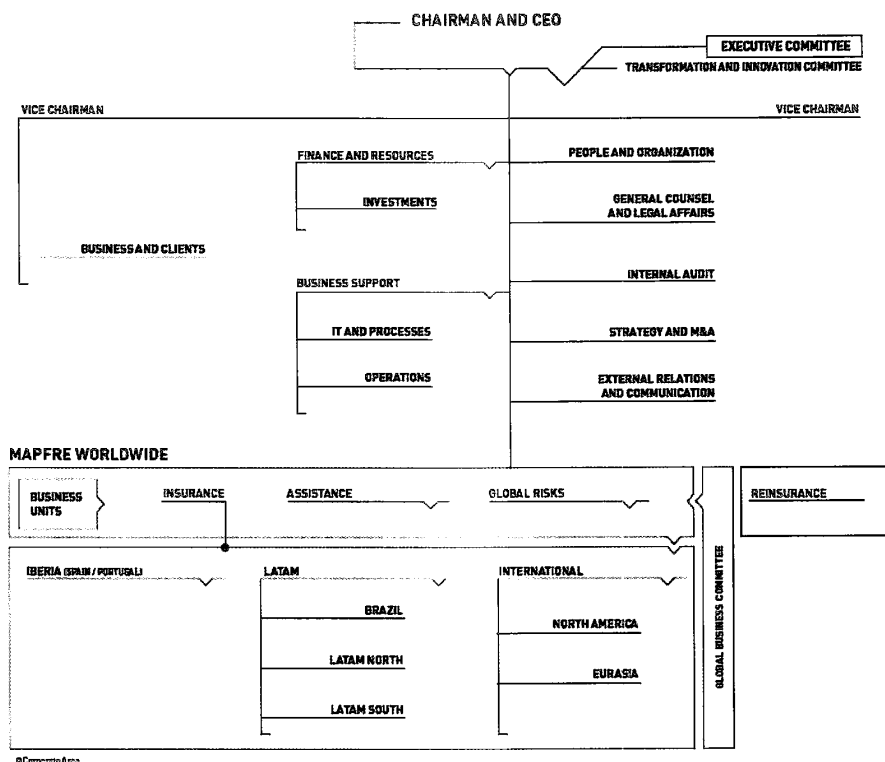 CHAIRMAN AND CEO
EXECUTIVE COMMITTEE
TRANSFORMATION AND INNOVATION COMMITTEE
VICE CHAIRMAN
VICE CHAIRMAN
FINANCE AND RESOURCES
PEOPLE AND ORGANIZATION
INVESTMENTS
GENERAL COUNSEL
AND LEGAL AFFAIRS
BUSINESS AND CLIENTS
INTERNAL AUDIT
BUSINESS SUPPORT
IT AND PROCESSES
STRATEGY AND M&A
OPERATIONS
EXTERNAL RELATIONS
AND COMMUNICATION
MAPFRE WORLDWIDE
BUSINESS
UNITS
INSURANCE
ASSISTANCE
GLOBAL RISKS
REINSURANCE
GLOBAL BUSINESS COMMITTEE
IBERIA (SPAIN / PORTUGAL)
LATAM
INTERNATIONAL
BRAZIL
NORTH AMERICA
LATAM NORTH
EURASIA
LATAM SOUTH